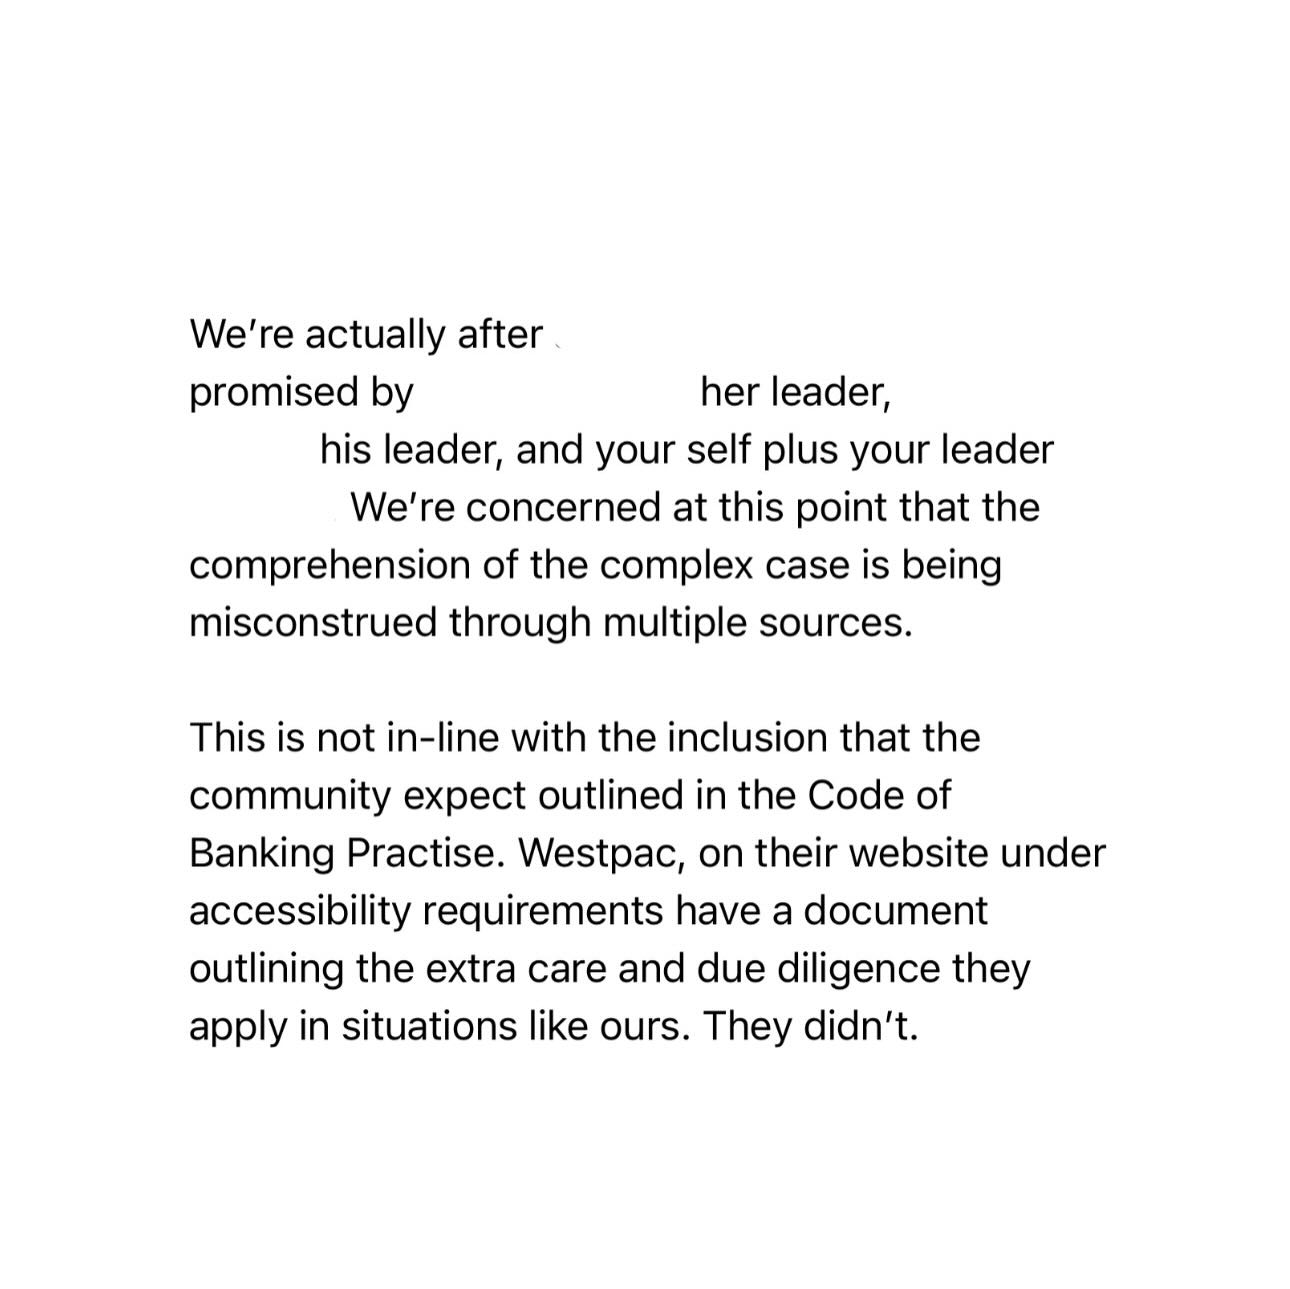 We’re actually after
promised by her leader,
his leader, and your self plus your leader
We’re concerned at this point that the
comprehension of the complex case is being
misconstrued through multiple sources.
This is not in-line with the inclusion that the
community expect outlined in the Code of
Banking Practise. Westpac, on their website under
accessibility requirements have a document
outlining the extra care and due diligence they
apply in situations like ours. They didn’t.